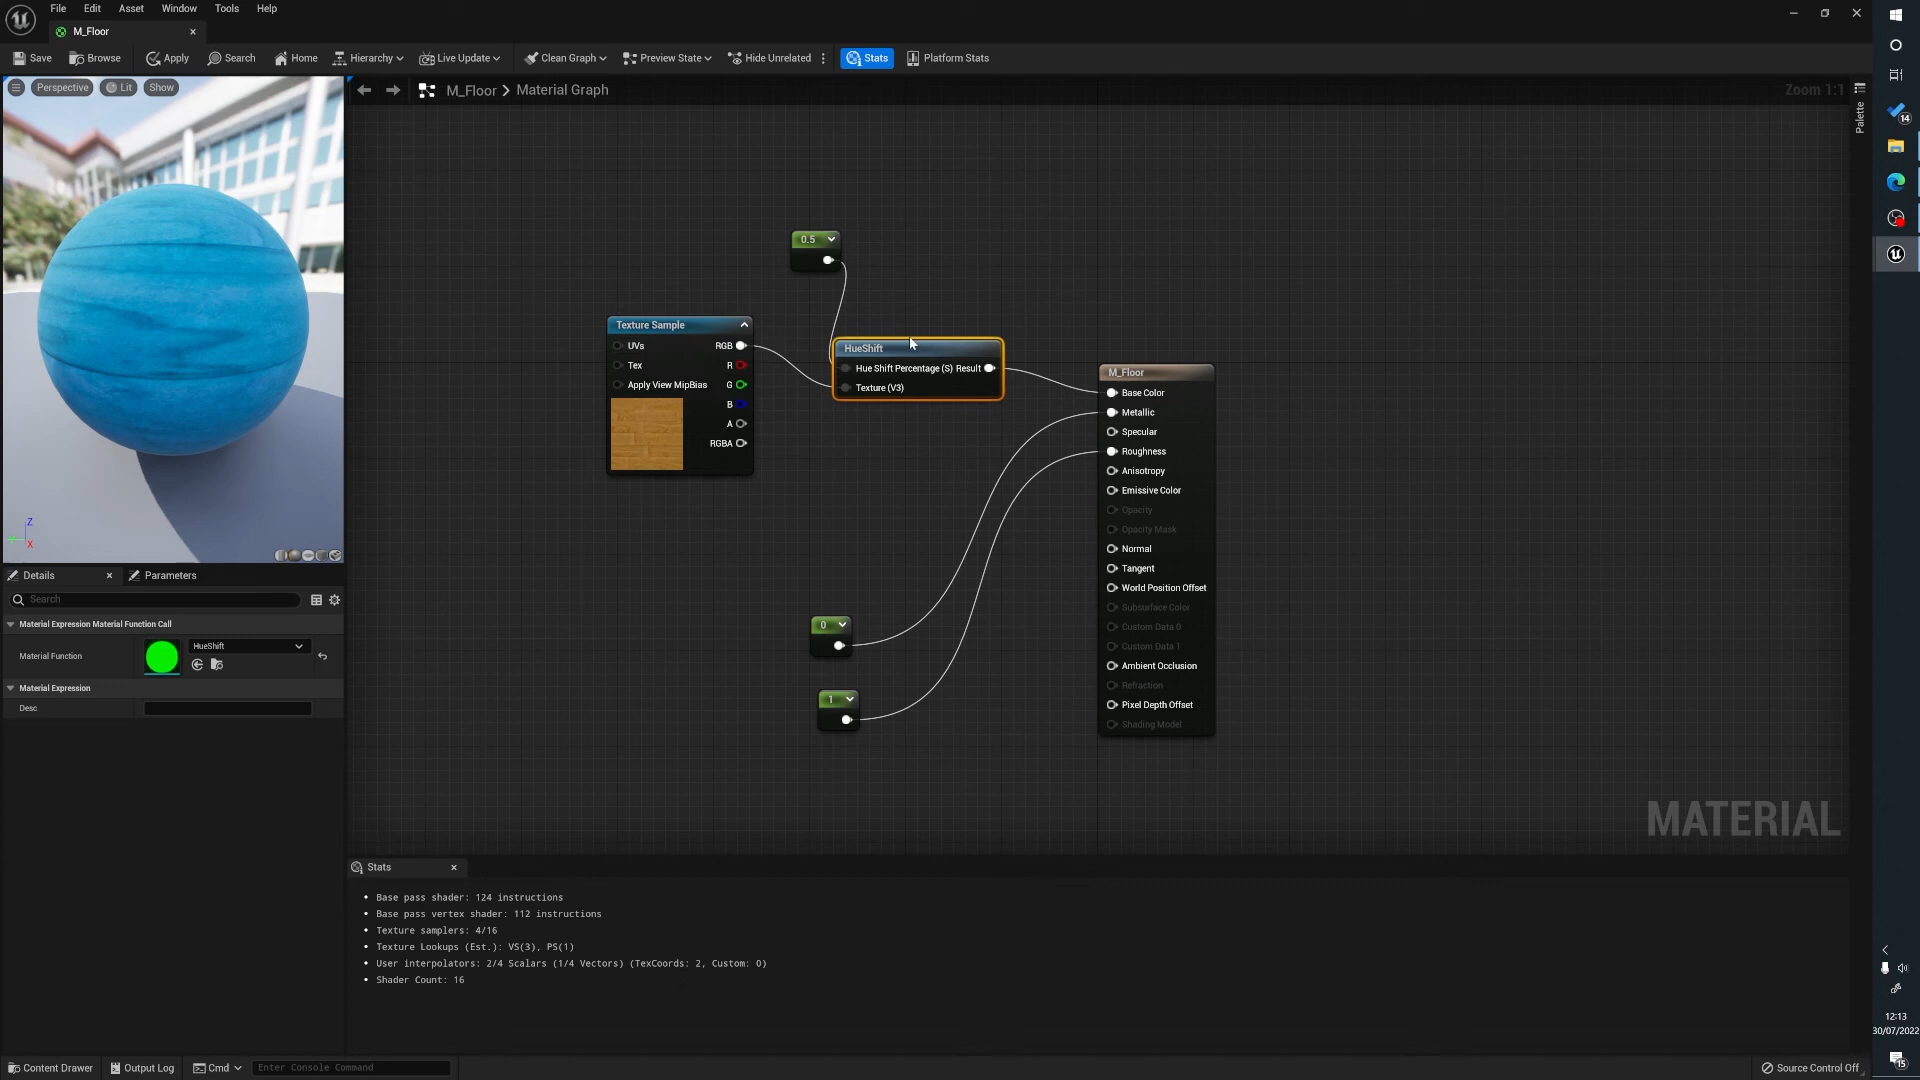 File Edit Asset Window Tools Help
M_Floor
Save Browse Apply Search Home Hierarchy Live Update Clean Graph Preview State Hide Unrelated Stats Platform Stats
Perspective Lit Show
M_Floor > Material Graph
Zoom 1:1
Palette
14
0.5
Texture Sample
UVs RGB
Tex R
Apply View MipBias G
B
A
RGBA
HueShift
Hue Shift Percentage (S) Result
Texture (V3)
M_Floor
Base Color
Metallic
Specular
Roughness
Anisotropy
Emissive Color
Opacity
Opacity Mask
Normal
Tangent
World Position Offset
Subsurface Color
Custom Data 0
Custom Data 1
Ambient Occlusion
Refraction
Pixel Depth Offset
Shading Model
0
1
MATERIAL
Z
X
Details Parameters
Search
Material Expression Material Function Call
Material Function HueShift
Material Expression
Desc
Stats
Base pass shader: 124 instructions
Base pass vertex shader: 112 instructions
Texture samplers: 4/16
Texture Lookups (Est.): VS(3), PS(1)
User interpolators: 2/4 Scalars (1/4 Vectors) (TexCoords: 2, Custom: 0)
Shader Count: 16
Content Drawer Output Log Cmd Enter Console Command
Source Control Off
12:13
30/07/2022
15